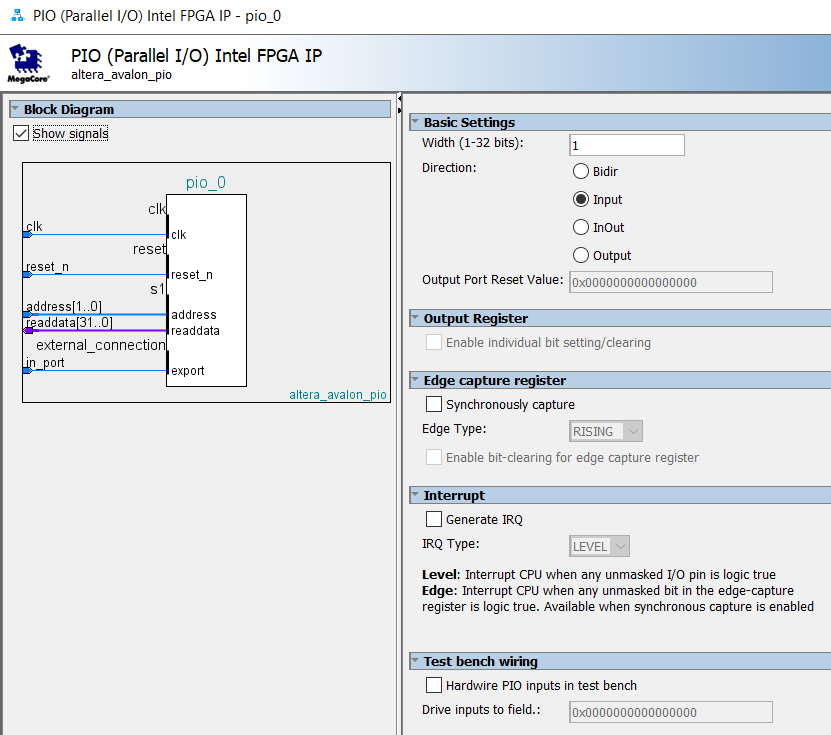 PIO (Parallel I/O) Intel FPGA IP - pio_0
MegaCore®
PIO (Parallel I/O) Intel FPGA IP
altera_avalon_pio
Block Diagram
Show signals
pio_0
clk
clk
clk
reset
reset_n
reset_n
s1
address[1..0]
address
readdata[31..0]
readdata
external_connection
in_port
export
altera_avalon_pio
Basic Settings
Width (1-32 bits): 1
Direction:
Bidir
Input
InOut
Output
Output Port Reset Value: 0x0000000000000000
Output Register
Enable individual bit setting/clearing
Edge capture register
Synchronously capture
Edge Type: RISING
Enable bit-clearing for edge capture register
Interrupt
Generate IRQ
IRQ Type: LEVEL
Level: Interrupt CPU when any unmasked I/O pin is logic true
Edge: Interrupt CPU when any unmasked bit in the edge-capture
register is logic true. Available when synchronous capture is enabled
Test bench wiring
Hardwire PIO inputs in test bench
Drive inputs to field.: 0x0000000000000000